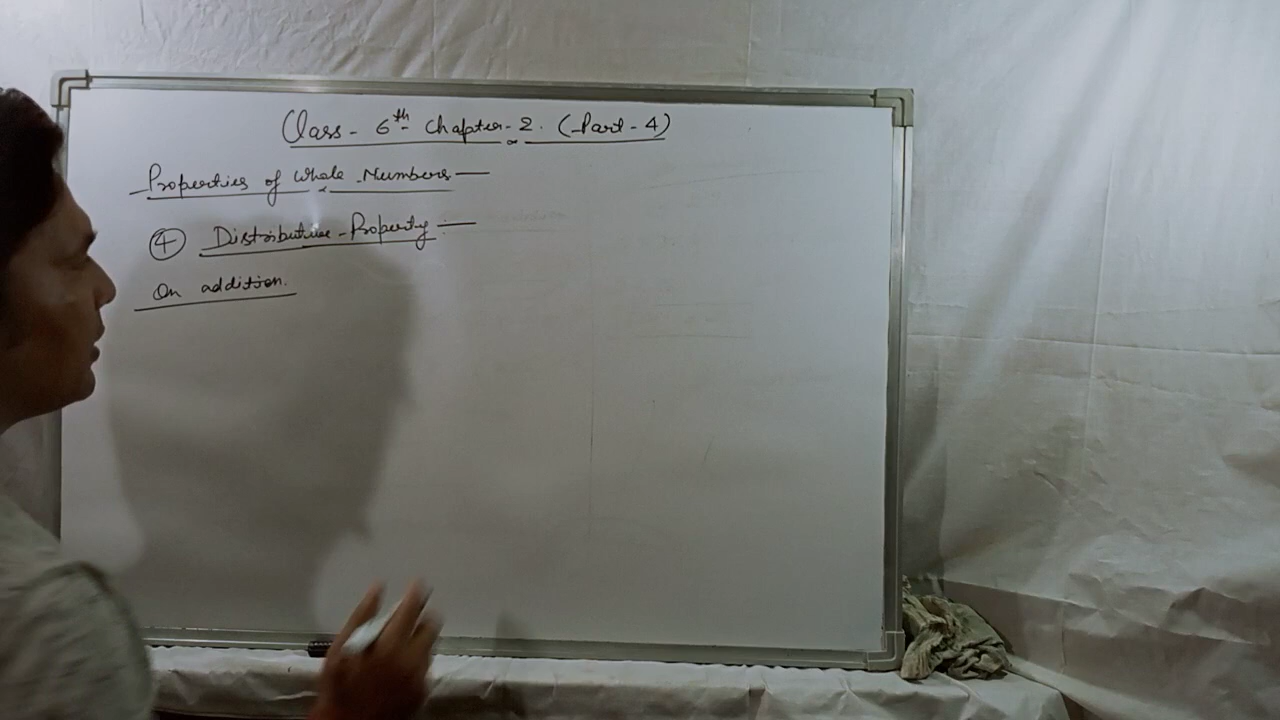 Class - 6th Chapter - 2. (Part - 4)
Properties of Whole Numbers —
④ Distributive Property :—
On addition.